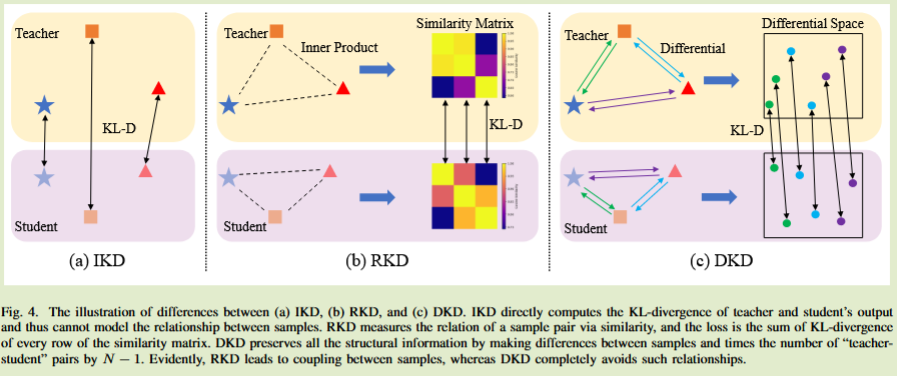 Teacher
KL-D
Student
(a) IKD
Teacher
Inner Product
Similarity Matrix
KL-D
Student
(b) RKD
Teacher
Differential
Differential Space
KL-D
Student
(c) DKD
Fig. 4. The illustration of differences between (a) IKD, (b) RKD, and (c) DKD. IKD directly computes the KL-divergence of teacher and student's output
and thus cannot model the relationship between samples. RKD measures the relation of a sample pair via similarity, and the loss is the sum of KL-divergence
of every row of the similarity matrix. DKD preserves all the structural information by making differences between samples and times the number of “teacher-
student” pairs by N − 1. Evidently, RKD leads to coupling between samples, whereas DKD completely avoids such relationships.